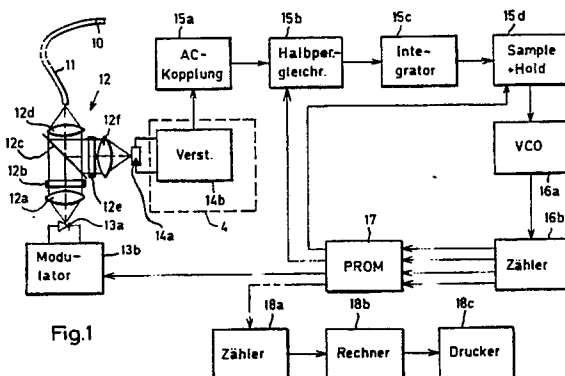 15a
15b
15c
15d
10
11
12
AC-
Kopplung
Halbper.-
gleichr.
Inte-
grator
Sample
+Hold
12d
12c
12f
12b
12e
12a
Verst.
14b
14a
4
VCO
16a
13a
13b
Modu-
lator
17
PROM
16b
Zähler
Fig.1
18a
18b
18c
Zähler
Rechner
Drucker